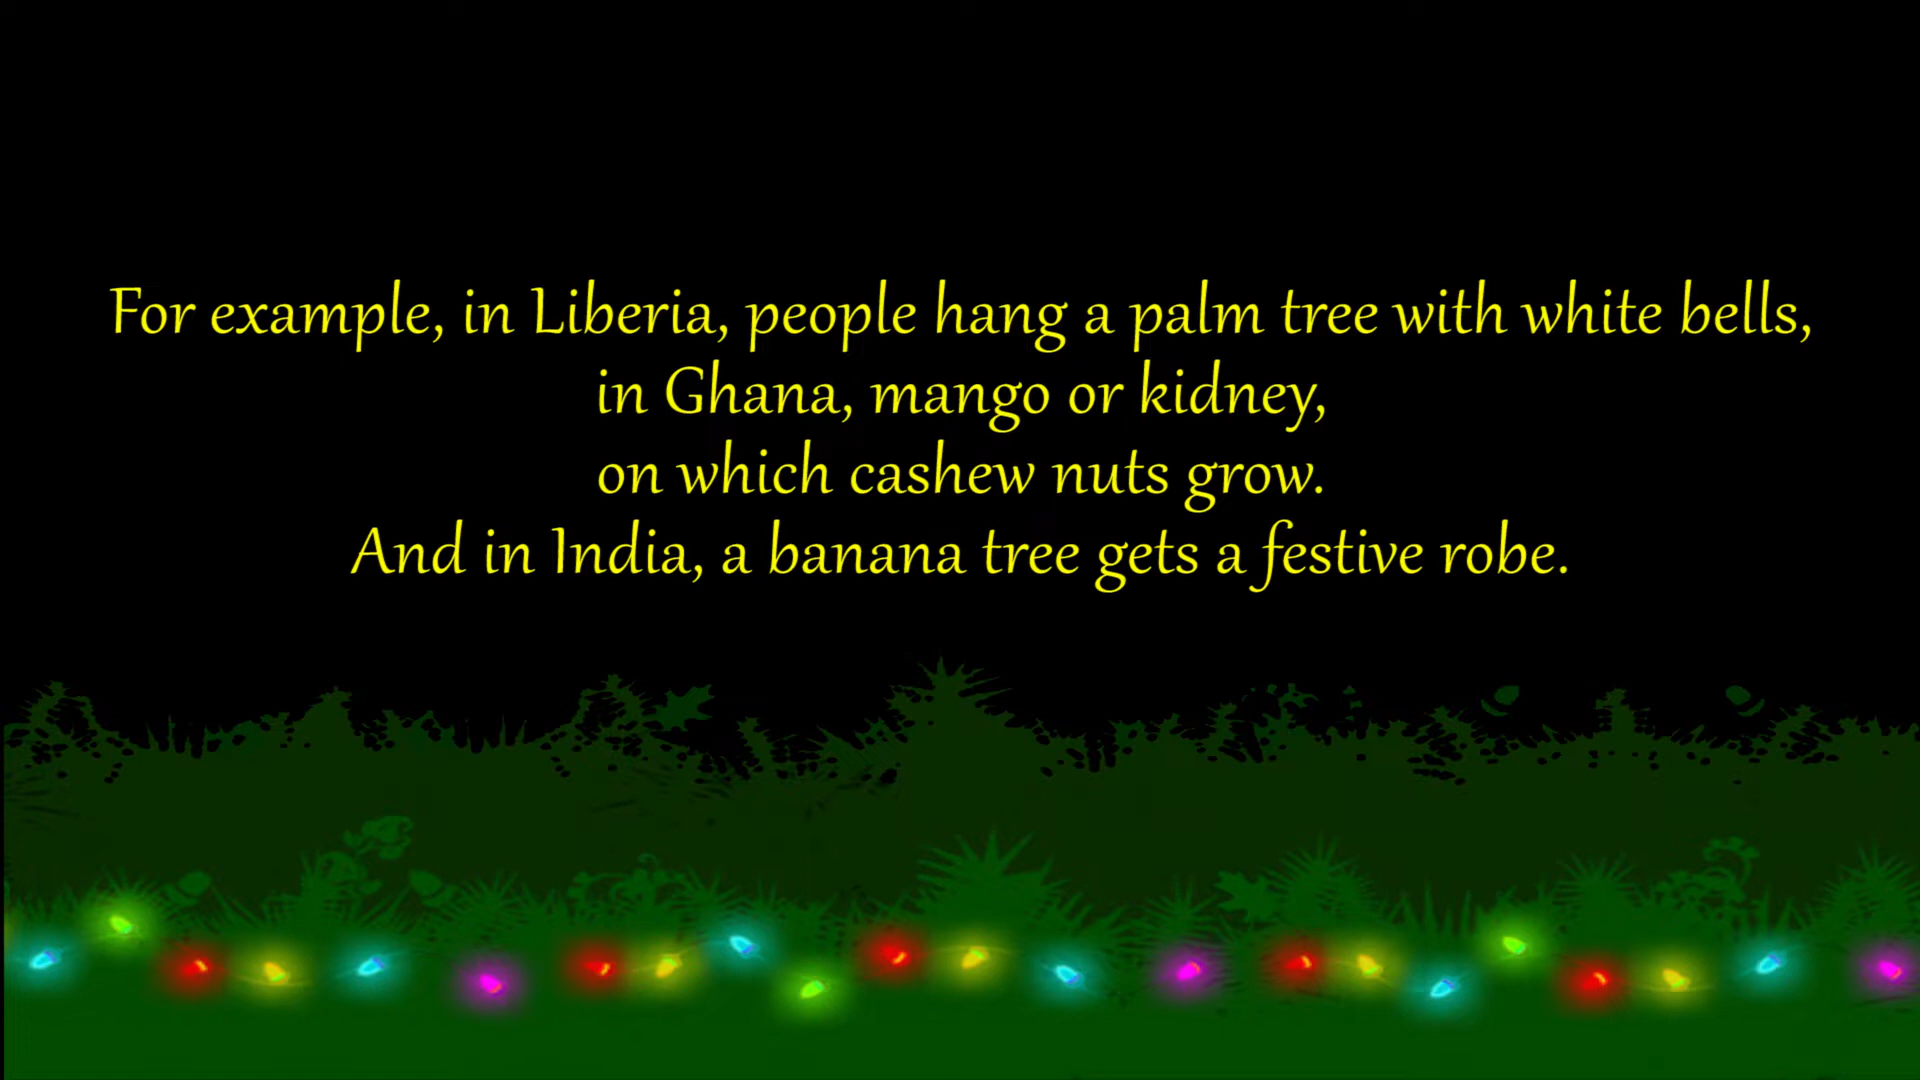 For example, in Liberia, people hang a palm tree with white bells,
in Ghana, mango or kidney,
on which cashew nuts grow.
And in India, a banana tree gets a festive robe.